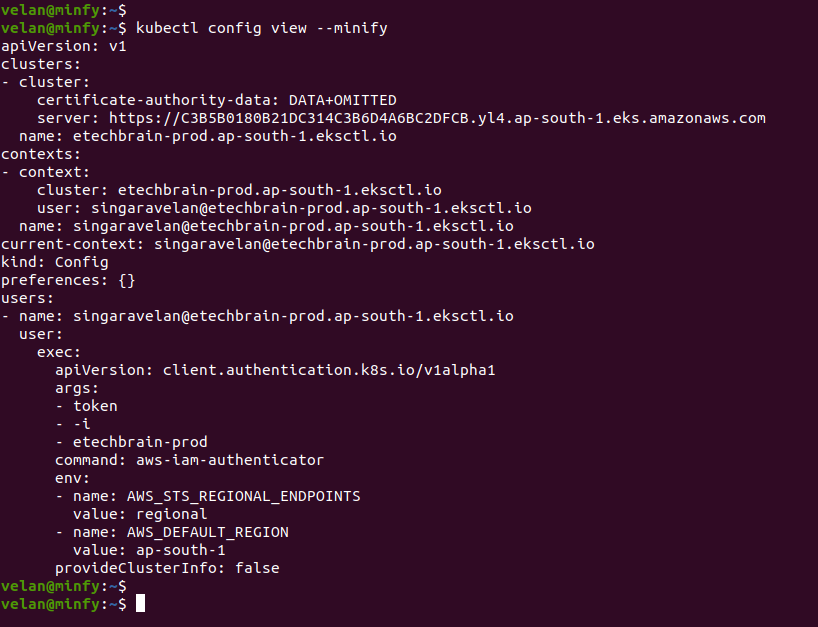 velan@minfy:~$
velan@minfy:~$ kubectl config view --minify
apiVersion: v1
clusters:
- cluster:
    certificate-authority-data: DATA+OMITTED
    server: https://C3B5B0180B21DC314C3B6D4A6BC2DFCB.yl4.ap-south-1.eks.amazonaws.com
  name: etechbrain-prod.ap-south-1.eksctl.io
contexts:
- context:
    cluster: etechbrain-prod.ap-south-1.eksctl.io
    user: singaravelan@etechbrain-prod.ap-south-1.eksctl.io
  name: singaravelan@etechbrain-prod.ap-south-1.eksctl.io
current-context: singaravelan@etechbrain-prod.ap-south-1.eksctl.io
kind: Config
preferences: {}
users:
- name: singaravelan@etechbrain-prod.ap-south-1.eksctl.io
  user:
    exec:
      apiVersion: client.authentication.k8s.io/v1alpha1
      args:
      - token
      - -i
      - etechbrain-prod
      command: aws-iam-authenticator
      env:
      - name: AWS_STS_REGIONAL_ENDPOINTS
        value: regional
      - name: AWS_DEFAULT_REGION
        value: ap-south-1
      provideClusterInfo: false
velan@minfy:~$
velan@minfy:~$